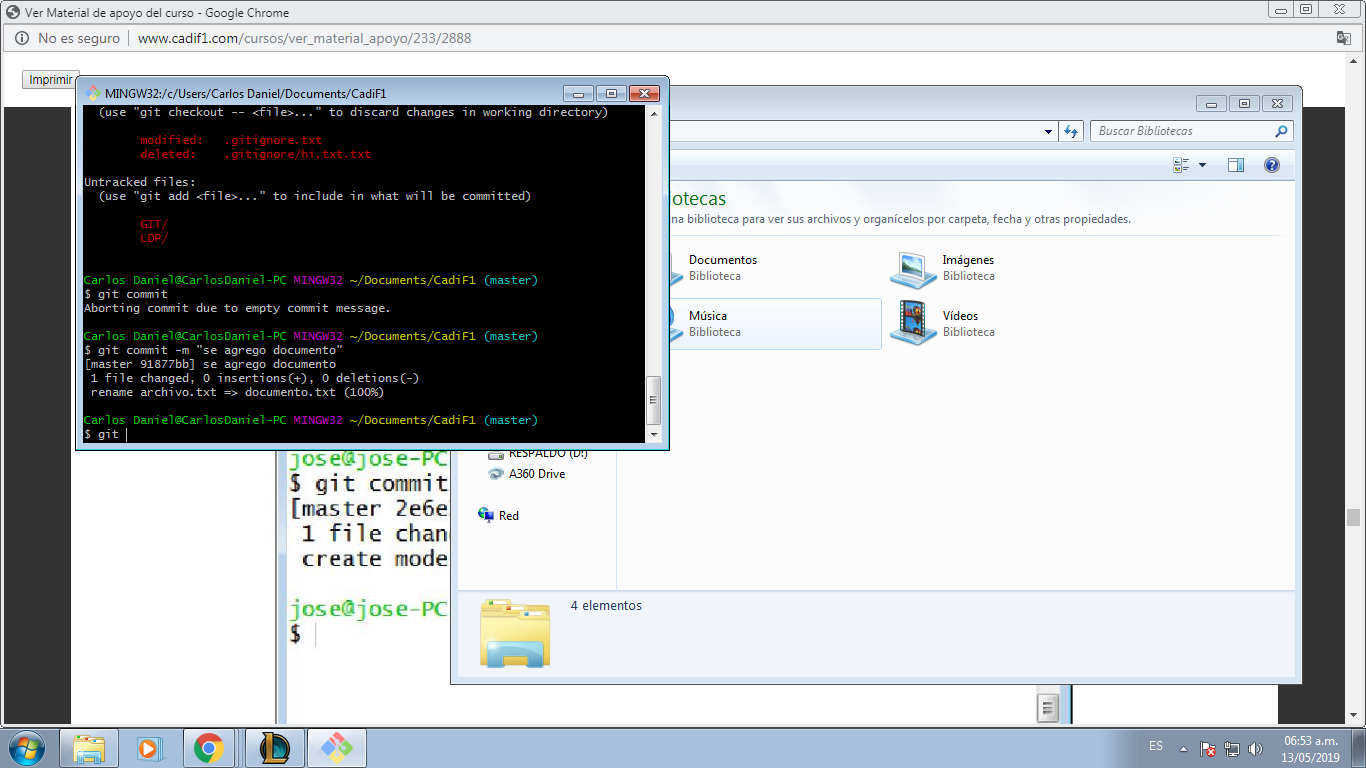 Ver Material de apoyo del curso - Google Chrome
No es seguro | www.cadif1.com/cursos/ver_material_apoyo/233/2888
Imprimir
MINGW32:/c/Users/Carlos Daniel/Documents/CadiF1
(use "git checkout -- <file>..." to discard changes in working directory)
modified: .gitignore.txt
deleted: .gitignore/hi.txt.txt
Untracked files:
(use "git add <file>..." to include in what will be committed)
GIT/
LDP/
Carlos Daniel@CarlosDaniel-PC MINGW32 ~/Documents/CadiF1 (master)
$ git commit
Aborting commit due to empty commit message.
Carlos Daniel@CarlosDaniel-PC MINGW32 ~/Documents/CadiF1 (master)
$ git commit -m "se agrego documento"
[master 91877bb] se agrego documento
1 file changed, 0 insertions(+), 0 deletions(-)
rename archivo.txt => documento.txt (100%)
Carlos Daniel@CarlosDaniel-PC MINGW32 ~/Documents/CadiF1 (master)
$ git
Buscar Bibliotecas
iotecas
na biblioteca para ver sus archivos y organícelos por carpeta, fecha y otras propiedades.
Documentos
Biblioteca
Imágenes
Biblioteca
Música
Biblioteca
Vídeos
Biblioteca
RESPALDO (D:)
A360 Drive
Red
4 elementos
jose@jose-PC
$ git commit
[master 2e6e
1 file chan
create mode
jose@jose-PC
$
ES
06:53 a.m.
13/05/2019